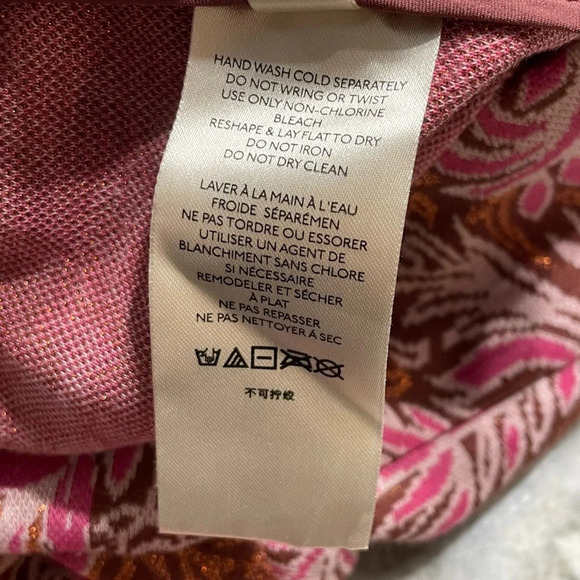 HAND WASH COLD SEPARATELY
DO NOT WRING OR TWIST
USE ONLY NON-CHLORINE
BLEACH
RESHAPE & LAY FLAT TO DRY
DO NOT IRON
DO NOT DRY CLEAN
LAVER À LA MAIN À L'EAU
FROIDE SÉPARÉMEN
NE PAS TORDRE OU ESSORER
UTILISER UN AGENT DE
BLANCHIMENT SANS CHLORE
SI NÉCESSAIRE
REMODELER ET SÉCHER
À PLAT
NE PAS REPASSER
NE PAS NETTOYER À SEC
不可拧绞